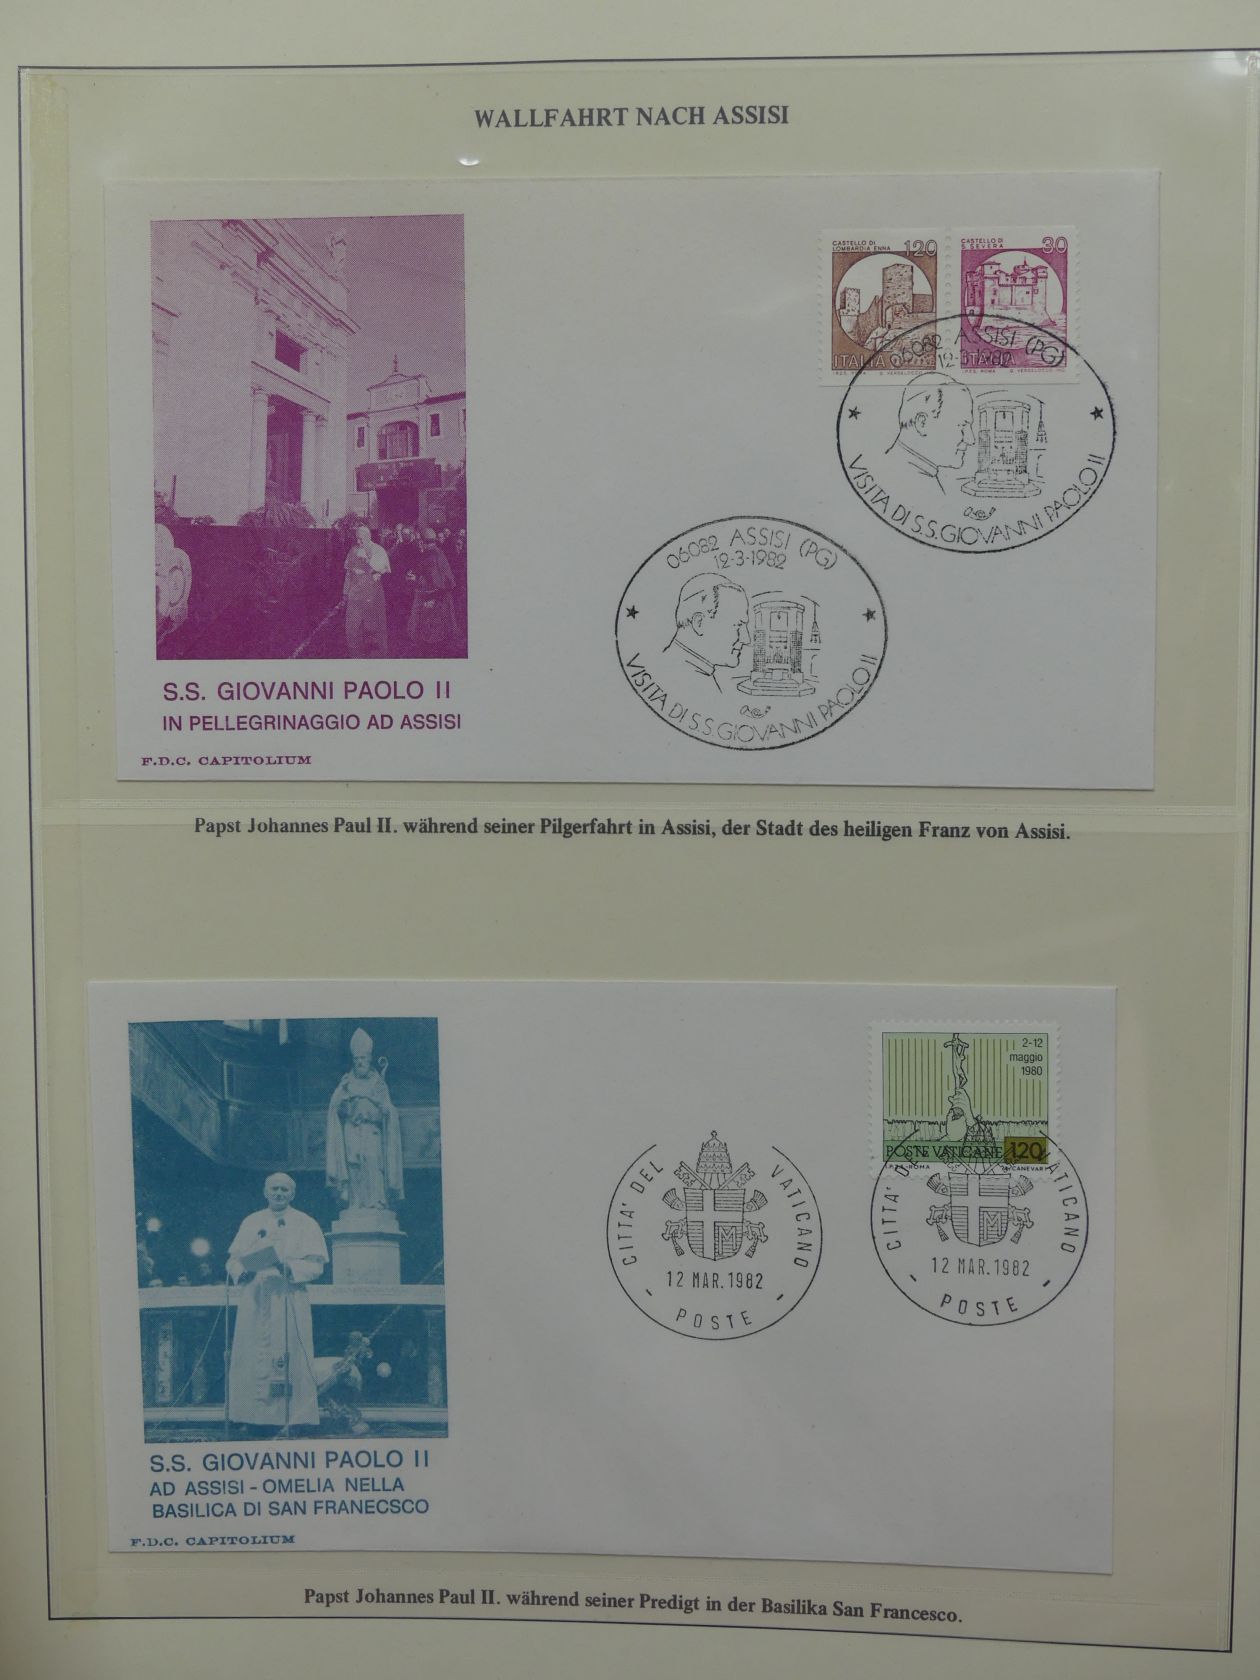 WALLFAHRT NACH ASSISI
CASTELLO DI
LOMBARDIA ENNA
120
ITALIA
CASTELLO DI
S. SEVERA
30
ITALIA
06082 ASSISI (PG)
12-3-1982
VISITA DI S.S. GIOVANNI PAOLO II
06082 ASSISI (PG)
12-3-1982
VISITA DI S.S. GIOVANNI PAOLO II
S.S. GIOVANNI PAOLO II
IN PELLEGRINAGGIO AD ASSISI
F.D.C. CAPITOLIUM
Papst Johannes Paul II. während seiner Pilgerfahrt in Assisi, der Stadt des heiligen Franz von Assisi.
2-12
maggio
1980
POSTE VATICANE 120
CITTA' DEL VATICANO
12 MAR. 1982
- POSTE -
CITTA' DEL VATICANO
12 MAR. 1982
- POSTE -
S.S. GIOVANNI PAOLO II
AD ASSISI - OMELIA NELLA
BASILICA DI SAN FRANECSCO
F.D.C. CAPITOLIUM
Papst Johannes Paul II. während seiner Predigt in der Basilika San Francesco.